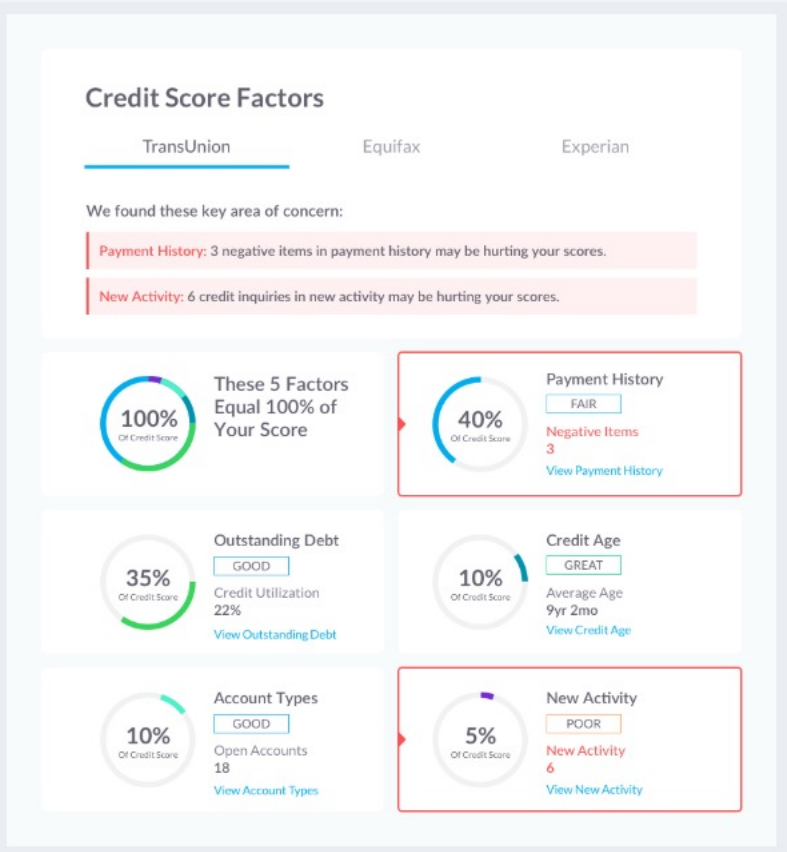 Credit Score Factors
TransUnion
Equifax
Experian
We found these key area of concern:
Payment History: 3 negative items in payment history may be hurting your scores.
New Activity: 6 credit inquiries in new activity may be hurting your scores.
100%
Of Credit Score
These 5 Factors
Equal 100% of
Your Score
40%
Of Credit Score
Payment History
FAIR
Negative Items
3
View Payment History
35%
Of Credit Score
Outstanding Debt
GOOD
Credit Utilization
22%
View Outstanding Debt
10%
Of Credit Score
Credit Age
GREAT
Average Age
9yr 2mo
View Credit Age
10%
Of Credit Score
Account Types
GOOD
Open Accounts
18
View Account Types
5%
Of Credit Score
New Activity
POOR
New Activity
6
View New Activity